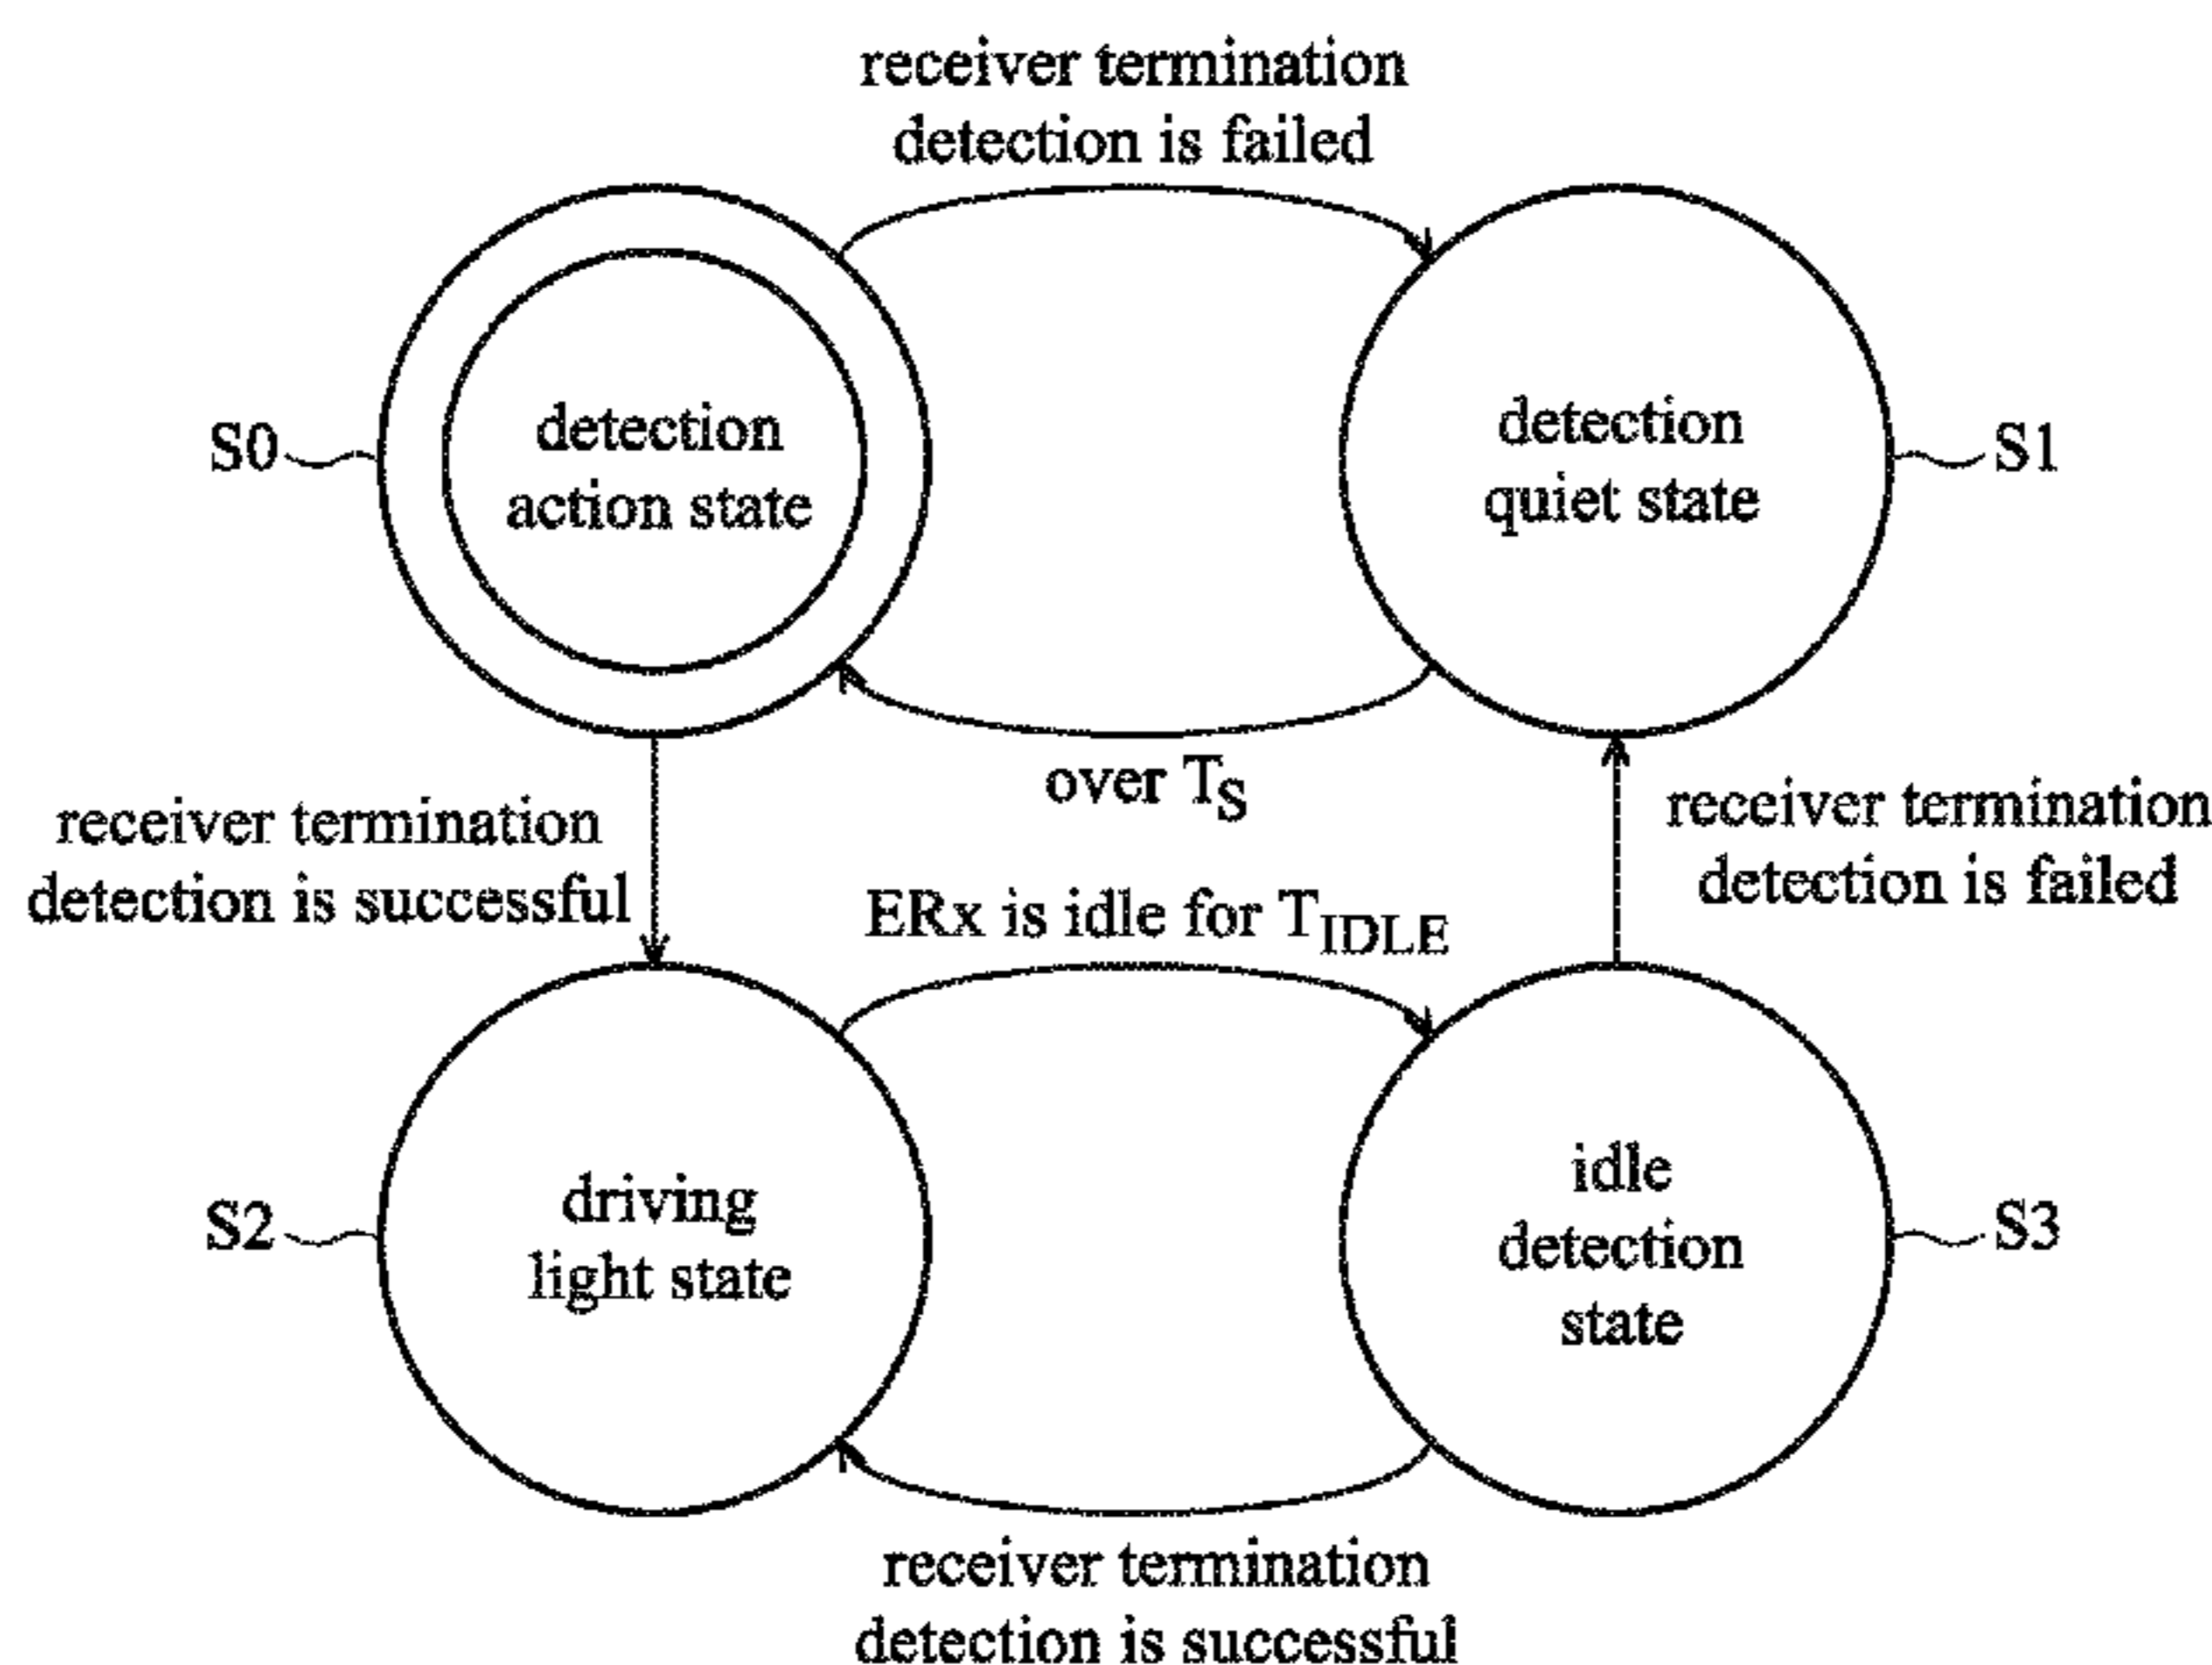 receiver termination
detection is failed
S0
detection
action state
detection
quiet state
S1
over TS
receiver termination
detection is successful
receiver termination
detection is failed
ERx is idle for TIDLE
S2
driving
light state
idle
detection
state
S3
receiver termination
detection is successful